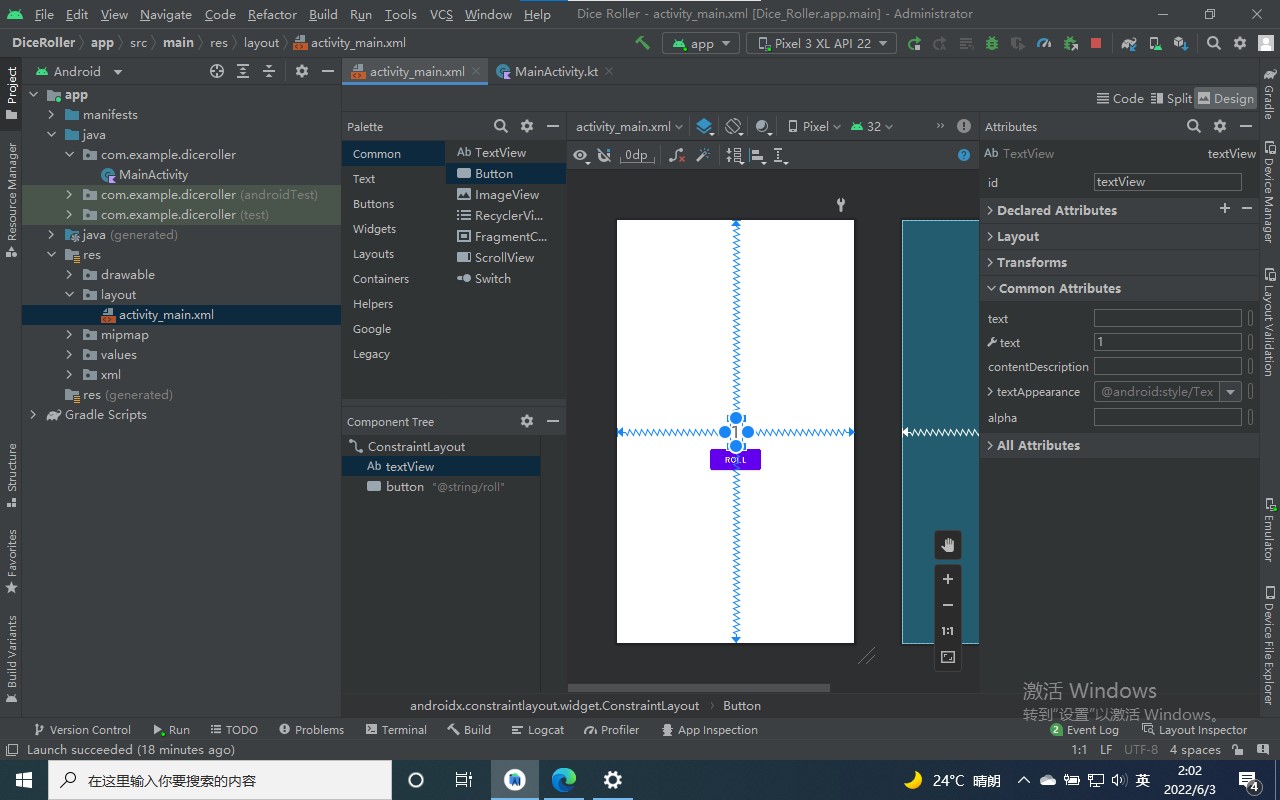 File Edit View Navigate Code Refactor Build Run Tools VCS Window Help Dice Roller - activity_main.xml [Dice_Roller.app.main] - Administrator
DiceRoller app src main res layout activity_main.xml
app Pixel 3 XL API 22
Project
Resource Manager
Structure
Favorites
Build Variants
Android
app
manifests
java
com.example.diceroller
MainActivity
com.example.diceroller (androidTest)
com.example.diceroller (test)
java (generated)
res
drawable
layout
activity_main.xml
mipmap
values
xml
res (generated)
Gradle Scripts
activity_main.xml MainActivity.kt
Code Split Design
Palette
Common
Text
Buttons
Widgets
Layouts
Containers
Helpers
Google
Legacy
Ab TextView
Button
ImageView
RecyclerVi...
FragmentC...
ScrollView
Switch
Component Tree
ConstraintLayout
Ab textView
button "@string/roll"
activity_main.xml Pixel 32 »
0dp
?
1
ROLL
1:1
Attributes
Ab TextView textView
id textView
Declared Attributes
Layout
Transforms
Common Attributes
text
text 1
contentDescription
textAppearance @android:style/Tex
alpha
All Attributes
Gradle
Device Manager
Layout Validation
Emulator
Device File Explorer
androidx.constraintlayout.widget.ConstraintLayout Button
激活 Windows
转到“设置”以激活 Windows。
Version Control Run TODO Problems Terminal Build Logcat Profiler App Inspection 2 Event Log Layout Inspector
Launch succeeded (18 minutes ago) 1:1 LF UTF-8 4 spaces
在这里输入你要搜索的内容
24°C 晴朗 英
2:02
2022/6/3
4